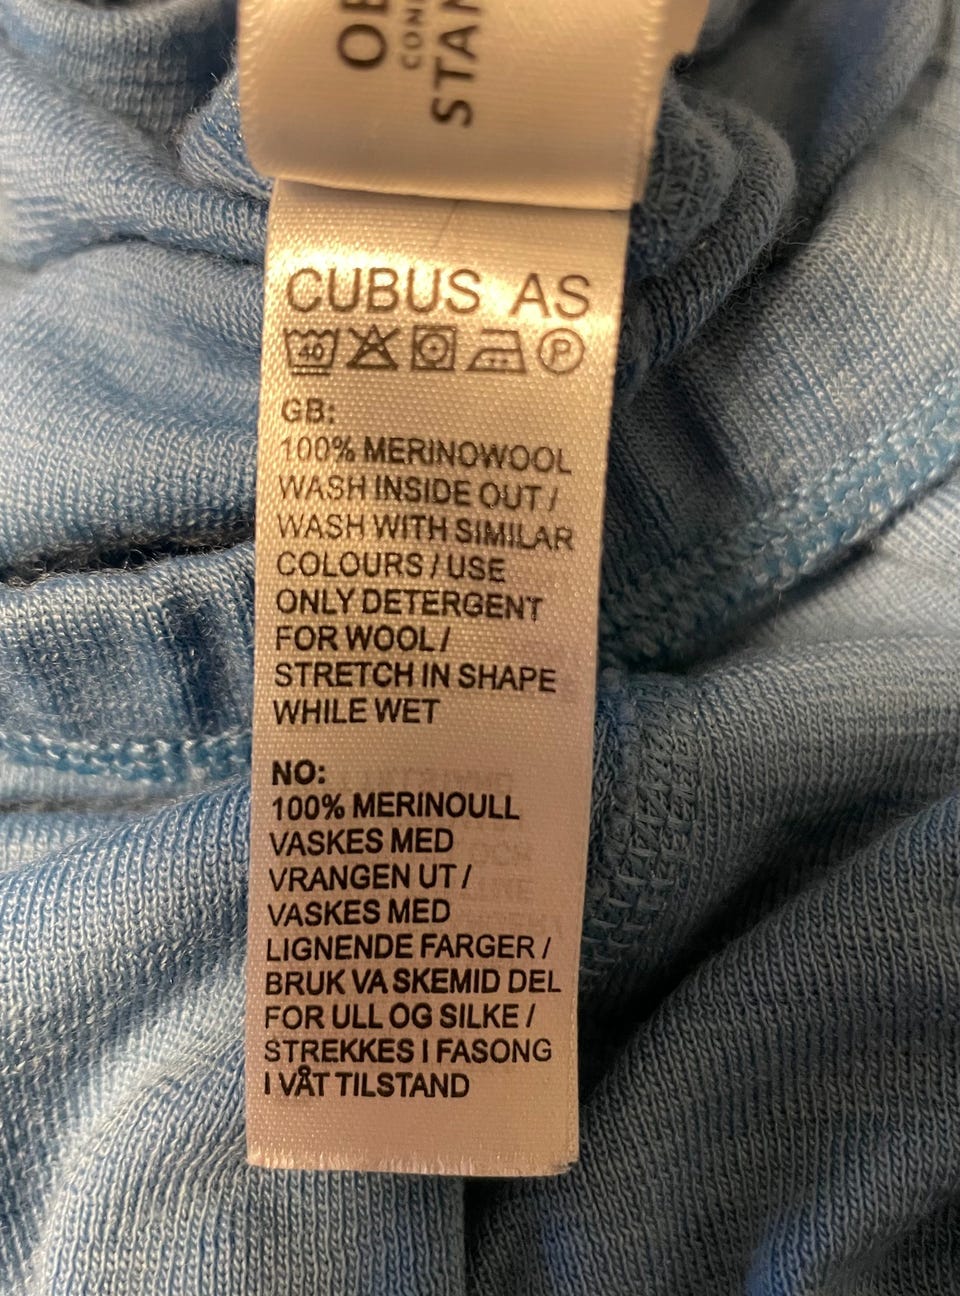 STAN
CUBUS AS
40 P
GB:
100% MERINOWOOL
WASH INSIDE OUT /
WASH WITH SIMILAR
COLOURS / USE
ONLY DETERGENT
FOR WOOL /
STRETCH IN SHAPE
WHILE WET
NO:
100% MERINOULL
VASKES MED
VRANGEN UT /
VASKES MED
LIGNENDE FARGER /
BRUK VA SKEMID DEL
FOR ULL OG SILKE /
STREKKES I FASONG
I VÅT TILSTAND